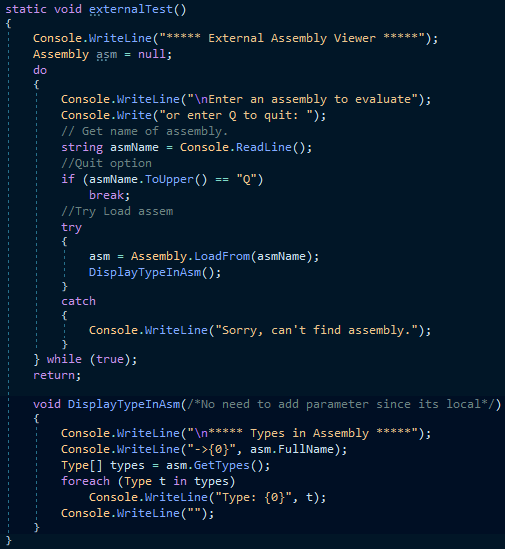 static void externalTest()
{
Console.WriteLine("***** External Assembly Viewer *****");
Assembly asm = null;
do
{
Console.WriteLine("\nEnter an assembly to evaluate");
Console.Write("or enter Q to quit: ");
// Get name of assembly.
string asmName = Console.ReadLine();
//Quit option
if (asmName.ToUpper() == "Q")
break;
//Try Load assem
try
{
asm = Assembly.LoadFrom(asmName);
DisplayTypeInAsm();
}
catch
{
Console.WriteLine("Sorry, can't find assembly.");
}
} while (true);
return;
void DisplayTypeInAsm(/*No need to add parameter since its local*/)
{
Console.WriteLine("\n***** Types in Assembly *****");
Console.WriteLine("->{0}", asm.FullName);
Type[] types = asm.GetTypes();
foreach (Type t in types)
Console.WriteLine("Type: {0}", t);
Console.WriteLine("");
}
}